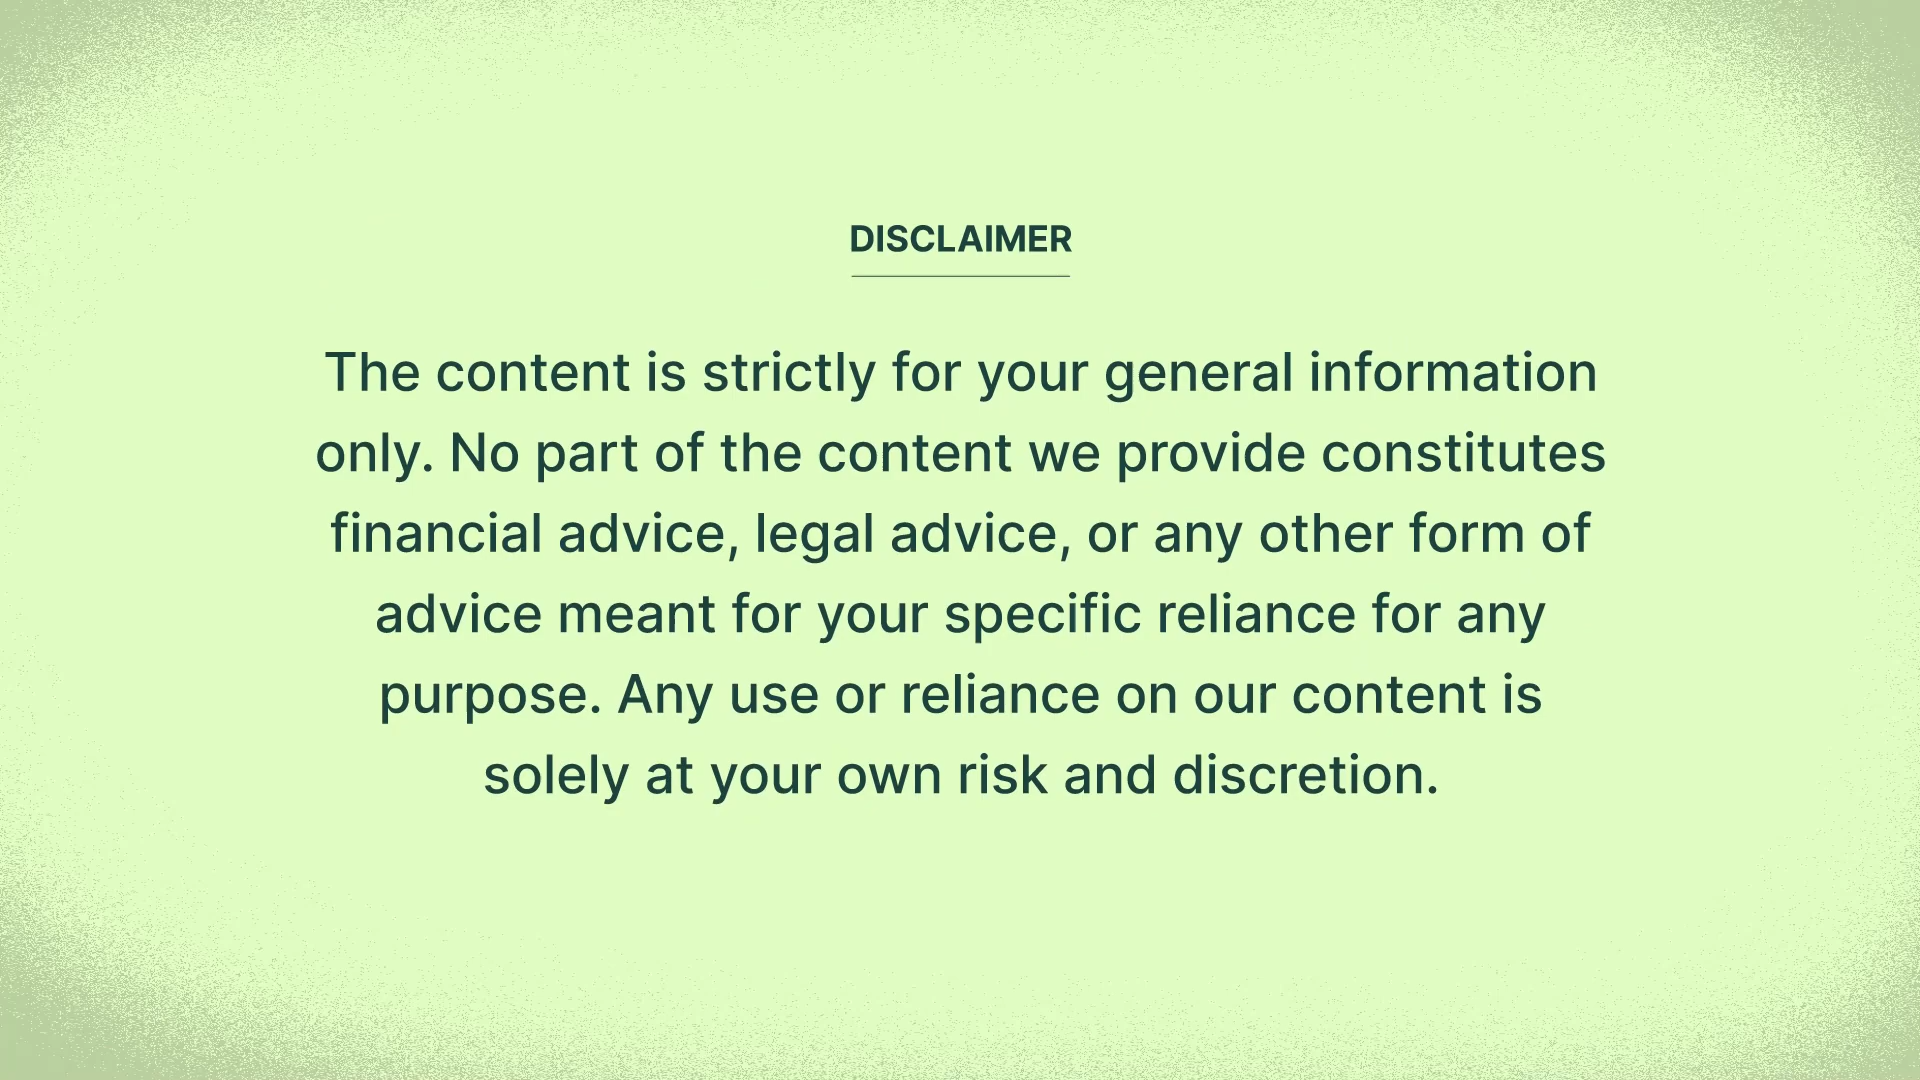 DISCLAIMER
The content is strictly for your general information
only. No part of the content we provide constitutes
financial advice, legal advice, or any other form of
advice meant for your specific reliance for any
purpose. Any use or reliance on our content is
solely at your own risk and discretion.